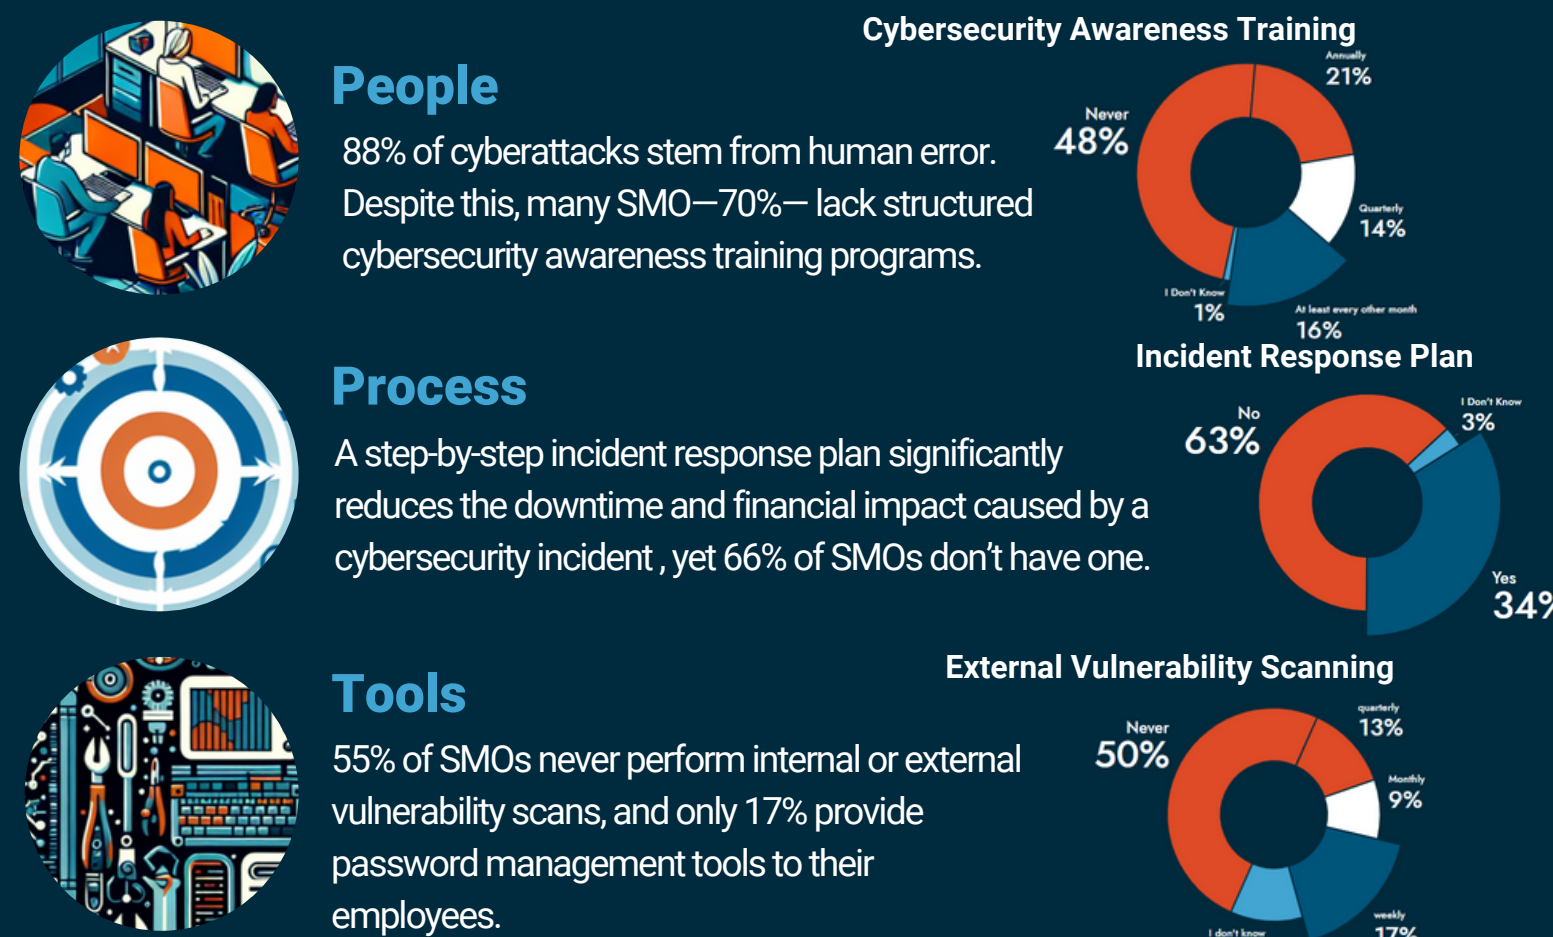 Cybersecurity Awareness Training
People
88% of cyberattacks stem from human error.
Despite this, many SMO—70%— lack structured
cybersecurity awareness training programs.
Annually
21%
Never
48%
Quarterly
14%
I Don't Know
1%
At least every other month
16%
Incident Response Plan
Process
A step-by-step incident response plan significantly
reduces the downtime and financial impact caused by a
cybersecurity incident , yet 66% of SMOs don't have one.
I Don't Know
3%
No
63%
Yes
34%
External Vulnerability Scanning
Tools
55% of SMOs never perform internal or external
vulnerability scans, and only 17% provide
password management tools to their
employees.
quarterly
13%
Never
50%
Monthly
9%
weekly
17%
I don't know